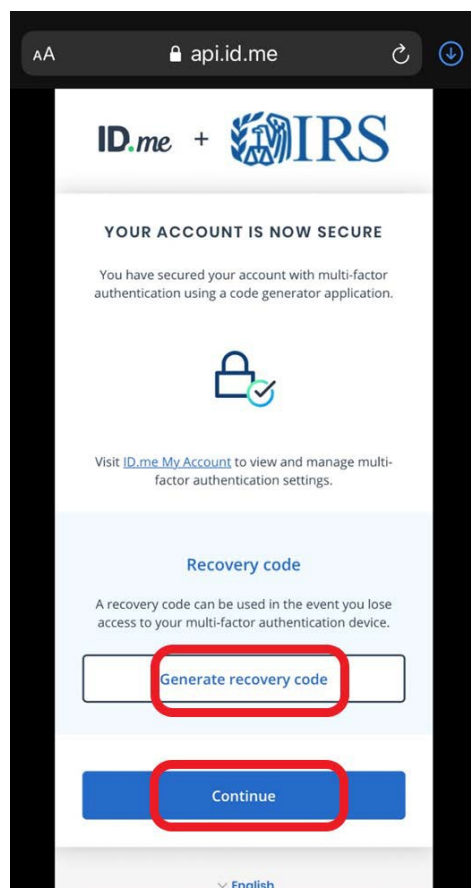 AA api.id.me
ID.me + IRS
YOUR ACCOUNT IS NOW SECURE
You have secured your account with multi-factor
authentication using a code generator application.
Visit ID.me My Account to view and manage multi-
factor authentication settings.
Recovery code
A recovery code can be used in the event you lose
access to your multi-factor authentication device.
Generate recovery code
Continue
English